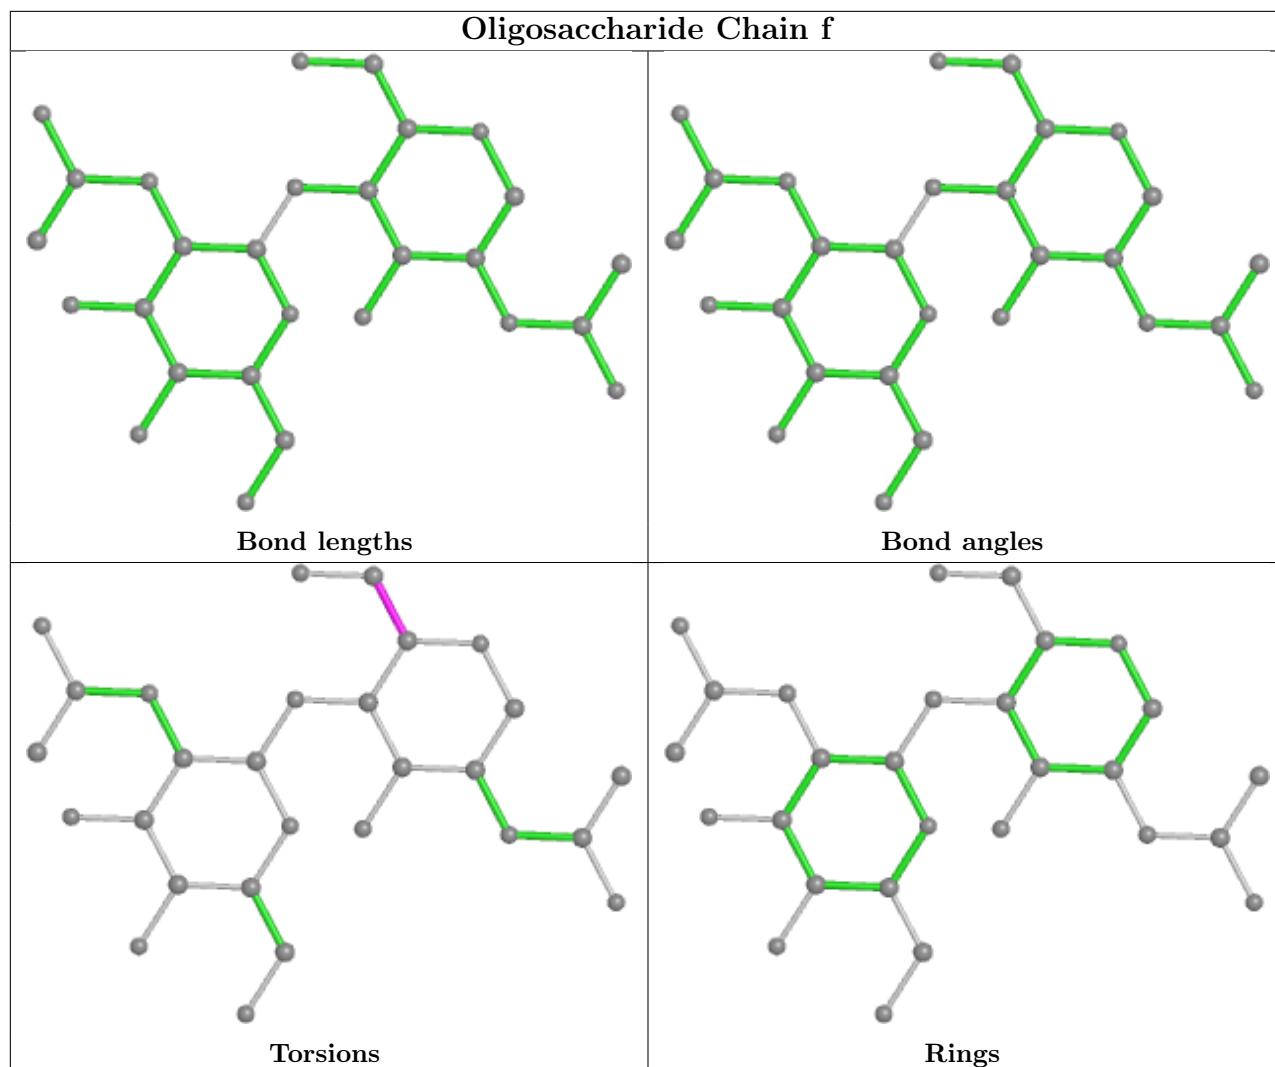 Oligosaccharide Chain f
Bond lengths
Bond angles
Torsions
Rings